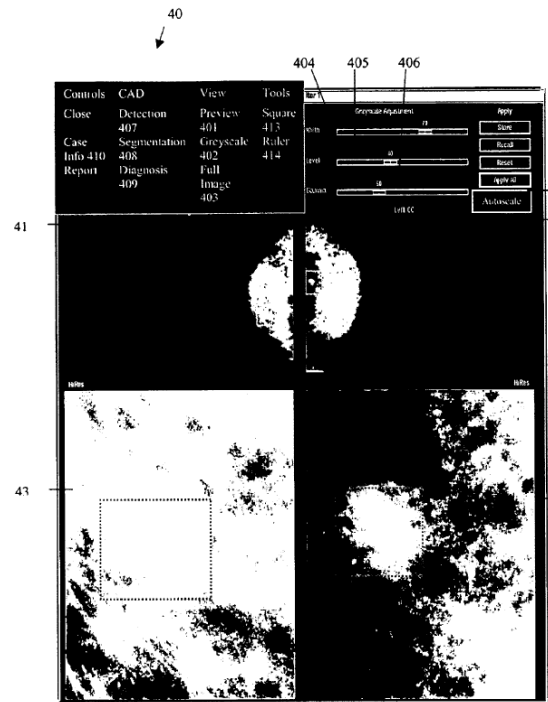 40
404 405 406
Controls CAD View Tools
Close Detection Preview Square
407 401 413
Case Segmentation Greyscale Ruler
Info 410 408 402 414
Report Diagnosis Full
409 Image
403
Greyscale Adjustment Apply
Store
Recall
Level
Reset
Apply all
50
Autoscale
41
HiRes HiRes
43